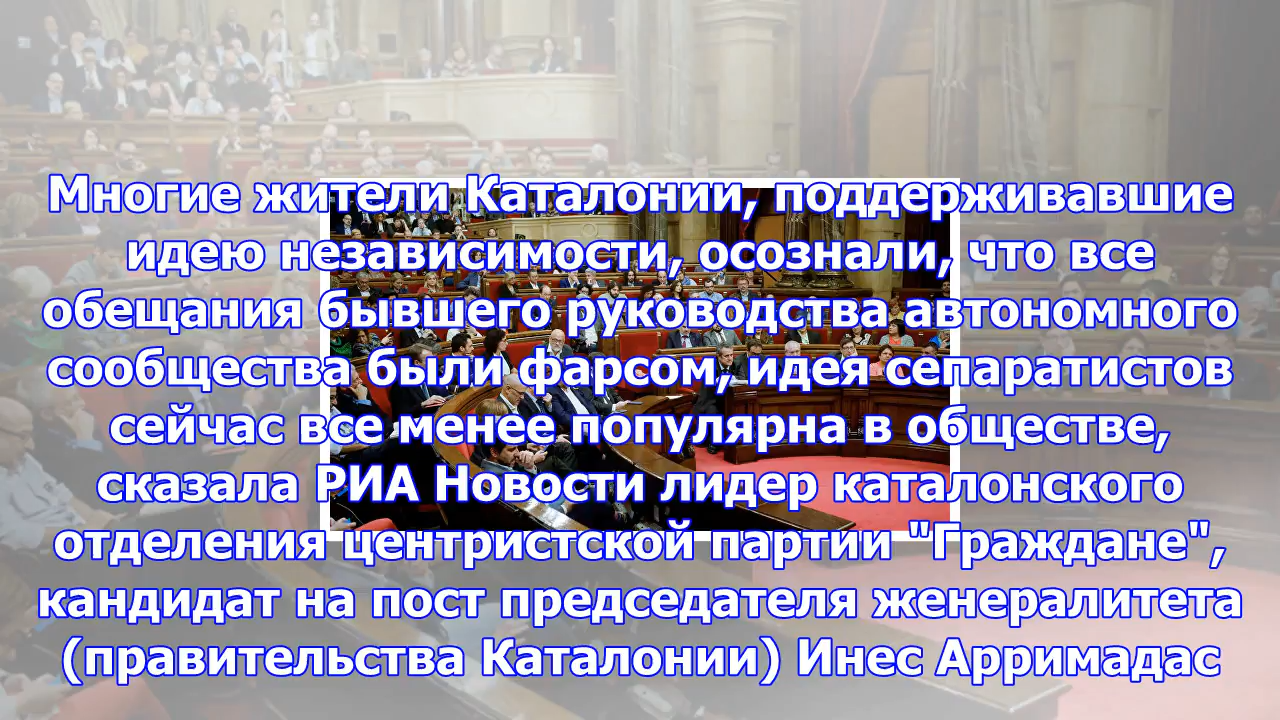 Многие жители Каталонии, поддерживавшие
идею независимости, осознали, что все
обещания бывшего руководства автономного
сообщества были фарсом, идея сепаратистов
сейчас все менее популярна в обществе,
сказала РИА Новости лидер каталонского
отделения центристской партии "Граждане",
кандидат на пост председателя женералитета
(правительства Каталонии) Инес Арримадас